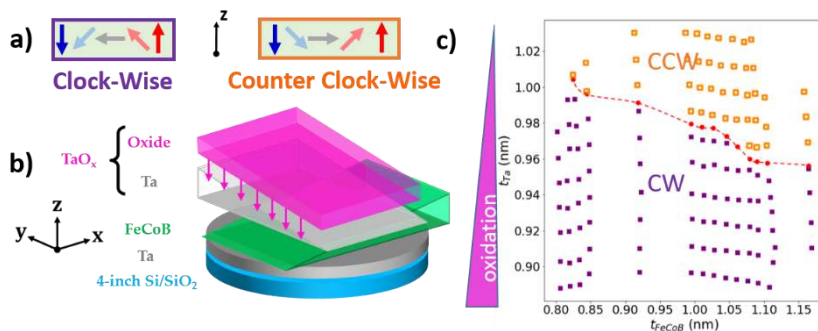 a)
z
c)
Clock-Wise
Counter Clock-Wise
b)
TaOₓ
Oxide
Ta
z
y
x
FeCoB
Ta
4-inch Si/SiO₂
oxidation
t_Ta (nm)
1.02
1.00
0.98
0.96
0.94
0.92
0.90
CCW
CW
0.80 0.85 0.90 0.95 1.00 1.05 1.10 1.15
t_FeCoB (nm)